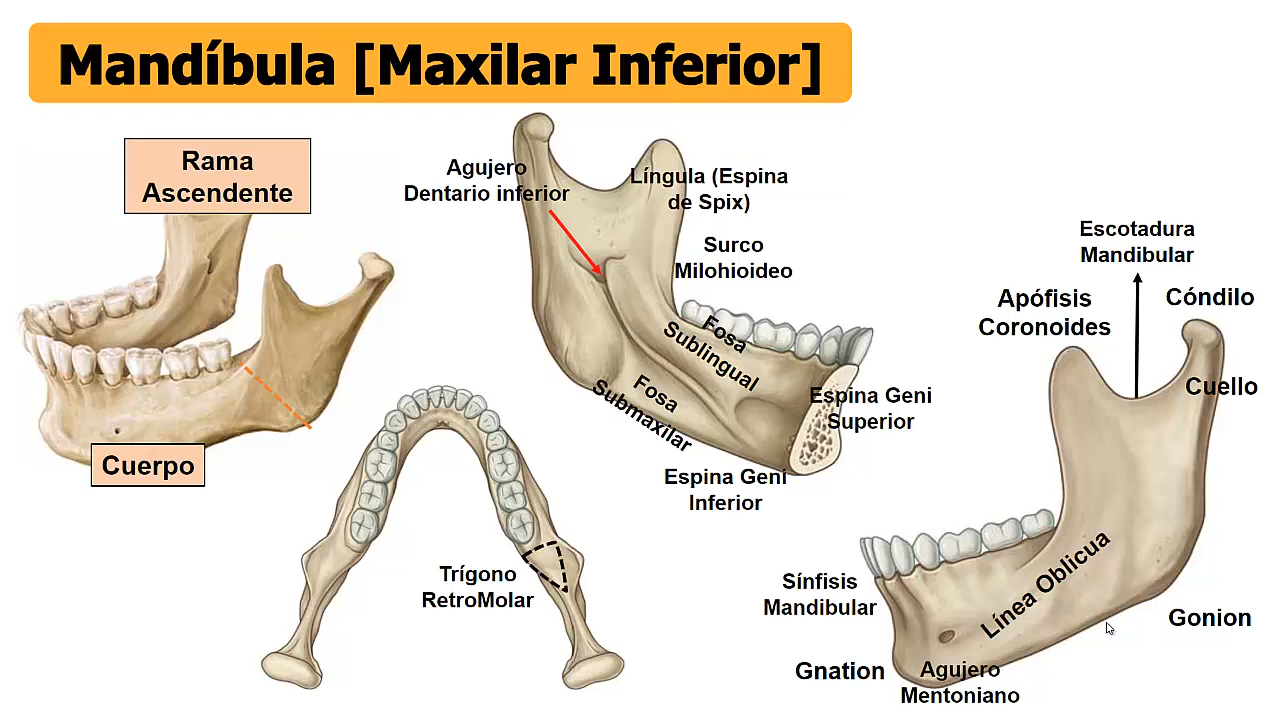 Mandíbula [Maxilar Inferior]
Rama
Ascendente
Cuerpo
Agujero
Dentario inferior
Língula (Espina
de Spix)
Surco
Milohioideo
Fosa
Sublingual
Fosa
Submaxilar
Espina Geni
Superior
Espina Geni
Inferior
Trígono
RetroMolar
Escotadura
Mandibular
Apófisis
Coronoides
Cóndilo
Cuello
Línea Oblicua
Sínfisis
Mandibular
Gonion
Gnation
Agujero
Mentoniano